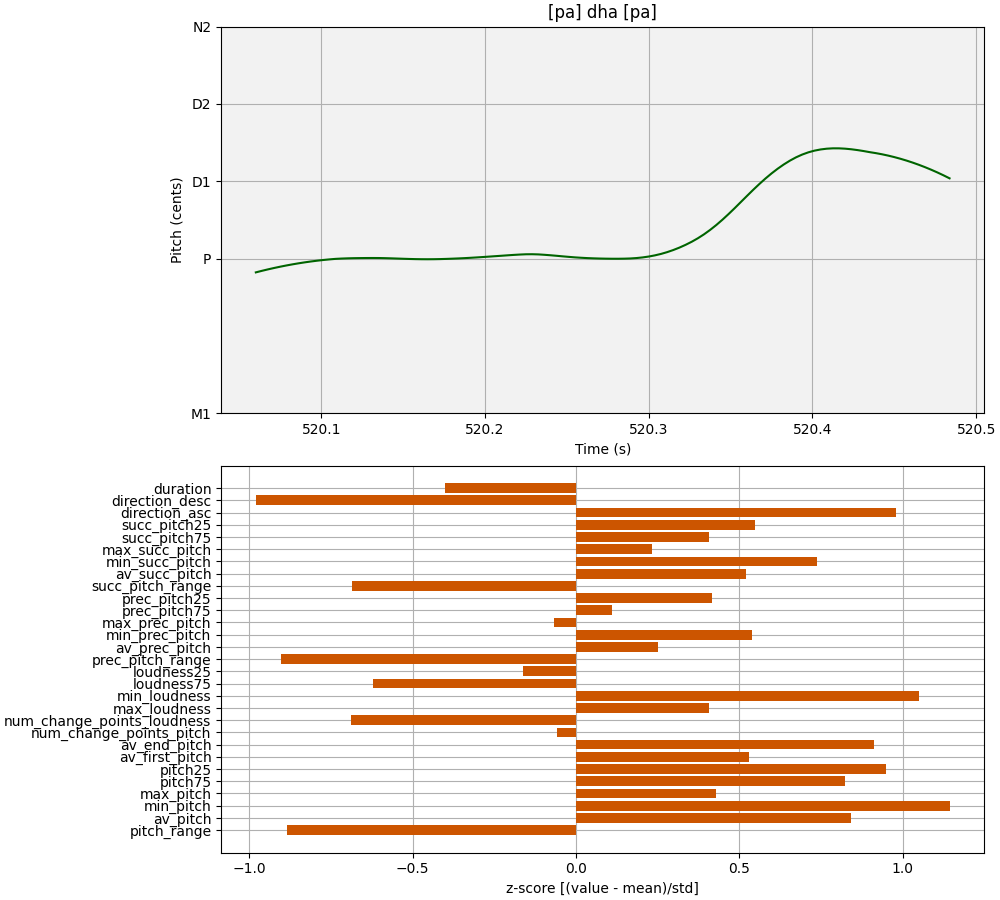 [pa] dha [pa]
N2
D2
D1
P
M1
Pitch (cents)
520.1 520.2 520.3 520.4 520.5
Time (s)
duration
direction_desc
direction_asc
succ_pitch25
succ_pitch75
max_succ_pitch
min_succ_pitch
av_succ_pitch
succ_pitch_range
prec_pitch25
prec_pitch75
max_prec_pitch
min_prec_pitch
av_prec_pitch
prec_pitch_range
loudness25
loudness75
min_loudness
max_loudness
num_change_points_loudness
num_change_points_pitch
av_end_pitch
av_first_pitch
pitch25
pitch75
max_pitch
min_pitch
av_pitch
pitch_range
−1.0 −0.5 0.0 0.5 1.0
z-score [(value - mean)/std]